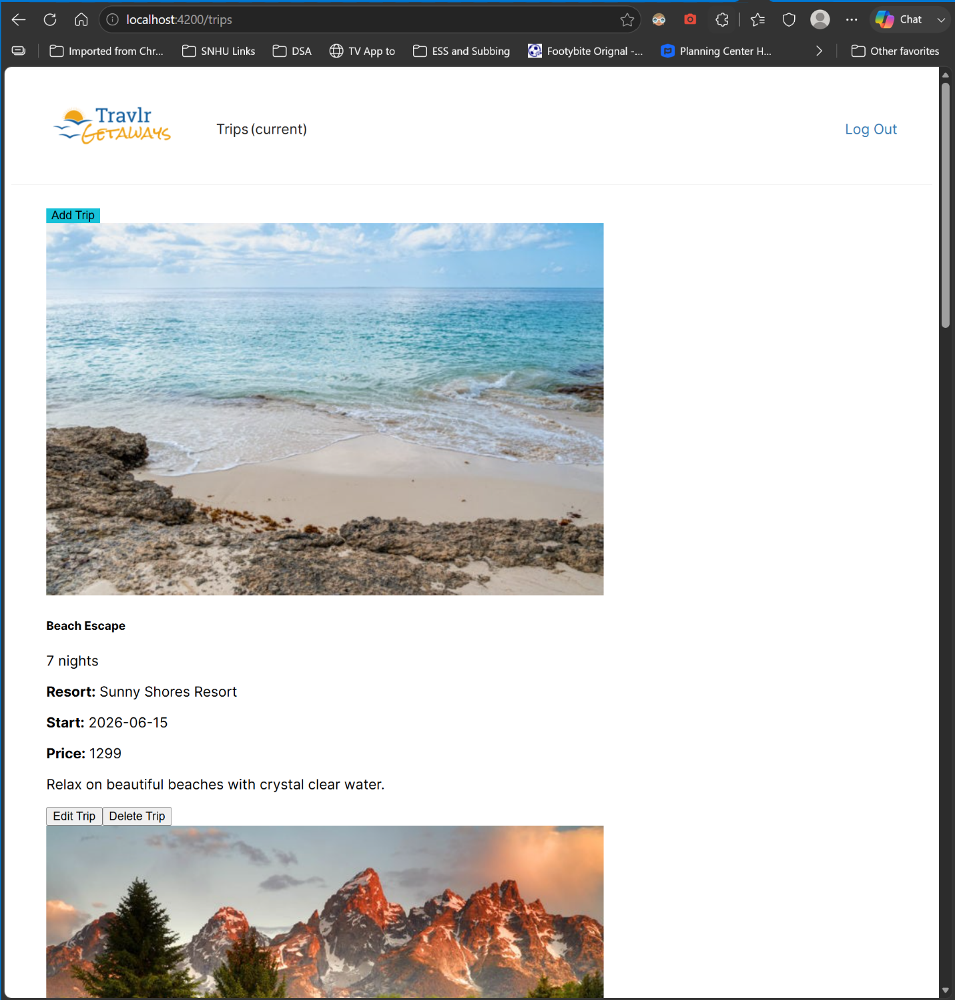 localhost:4200/trips
Chat
Imported from Chr...
SNHU Links
DSA
TV App to
ESS and Subbing
Footybite Orignal -...
Planning Center H...
Other favorites
Travlr
GETAWAYS
Trips (current)
Log Out
Add Trip
Beach Escape
7 nights
Resort: Sunny Shores Resort
Start: 2026-06-15
Price: 1299
Relax on beautiful beaches with crystal clear water.
Edit Trip
Delete Trip